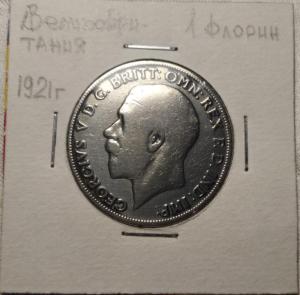 Великобри- 1 флорин
тания
1921г
GEORGIVS V D.G. BRITT: OMN: REX F.D. IND: IMP: